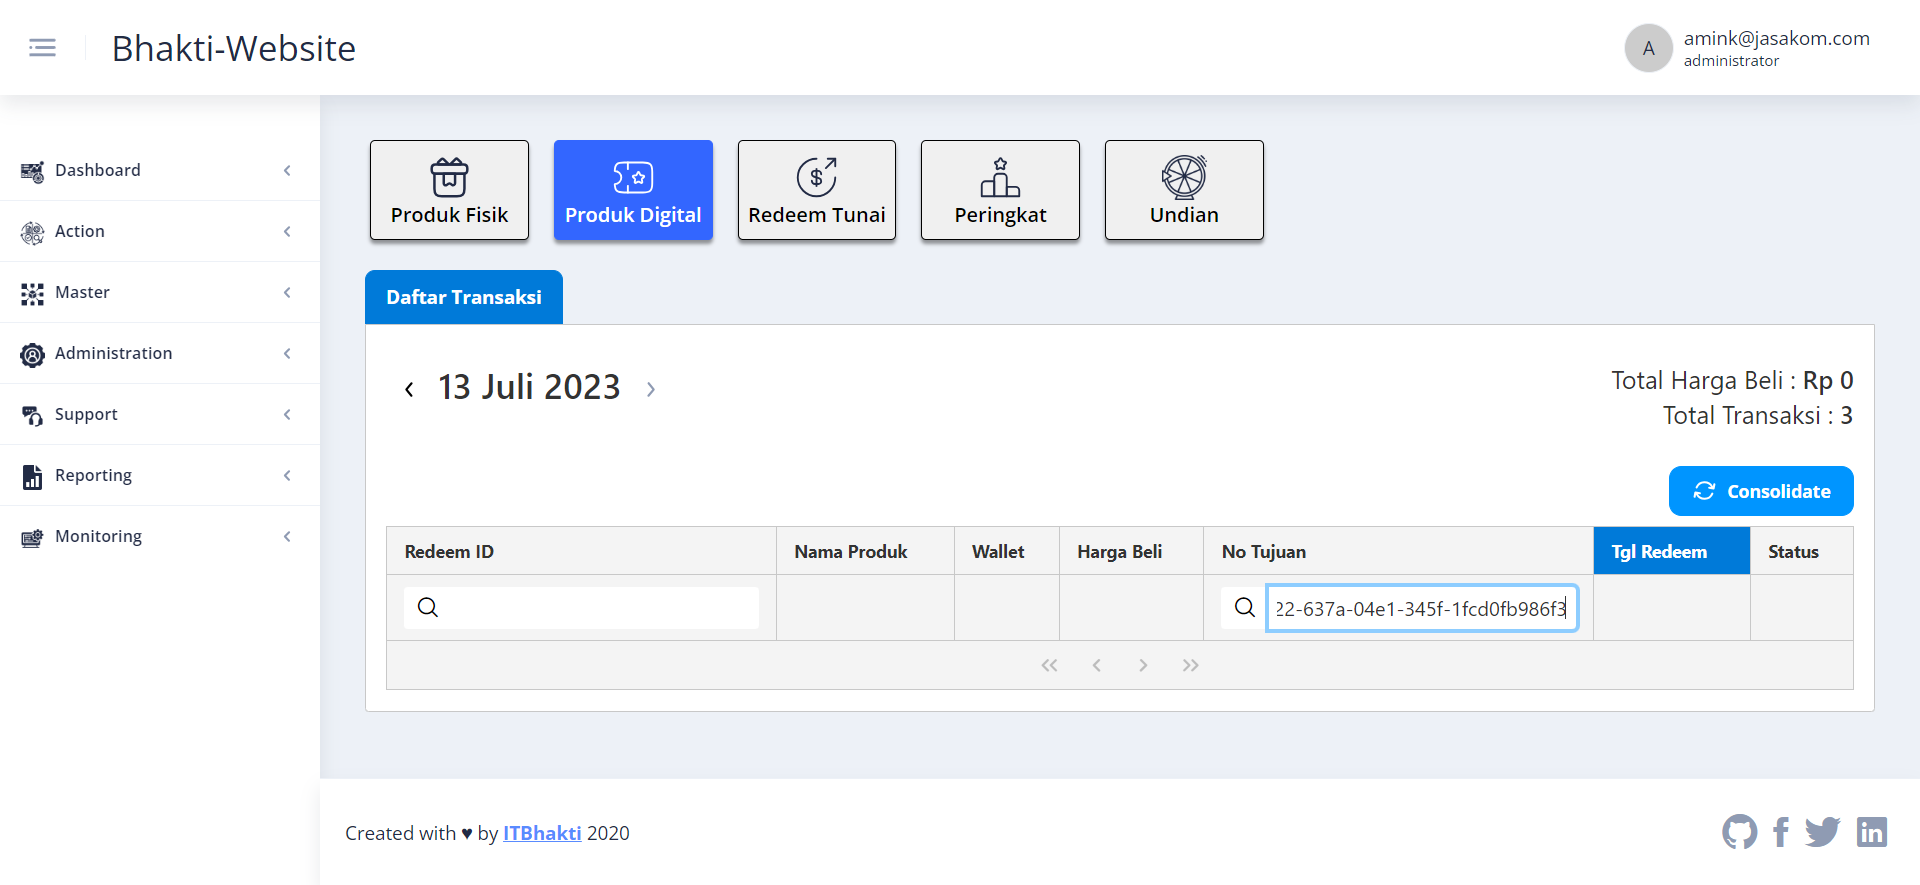 Bhakti-Website
A
amink@jasakom.com
administrator
Dashboard
Action
Master
Administration
Support
Reporting
Monitoring
Produk Fisik
Produk Digital
Redeem Tunai
Peringkat
Undian
Daftar Transaksi
13 Juli 2023
Total Harga Beli : Rp 0
Total Transaksi : 3
Consolidate
Redeem ID Nama Produk Wallet Harga Beli No Tujuan Tgl Redeem Status
22-637a-04e1-345f-1fcd0fb986f3
Created with ♥ by ITBhakti 2020